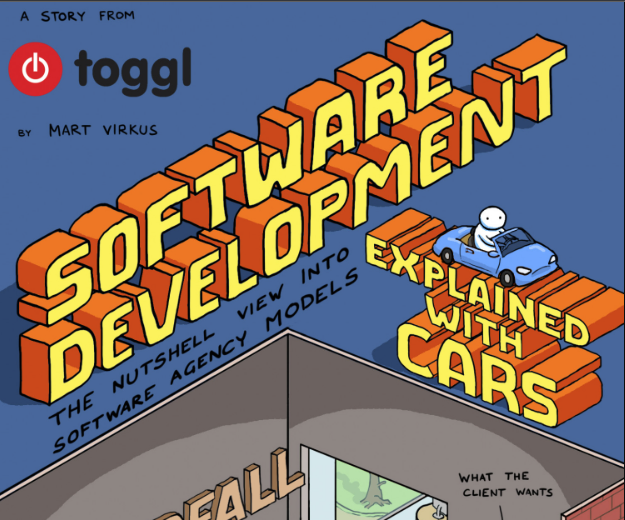 A STORY FROM
toggl
BY MART VIRKUS
SOFTWARE
DEVELOPMENT
EXPLAINED
WITH
CARS
THE NUTSHELL VIEW INTO
SOFTWARE AGENCY MODELS
FALL
WHAT THE
CLIENT WANTS